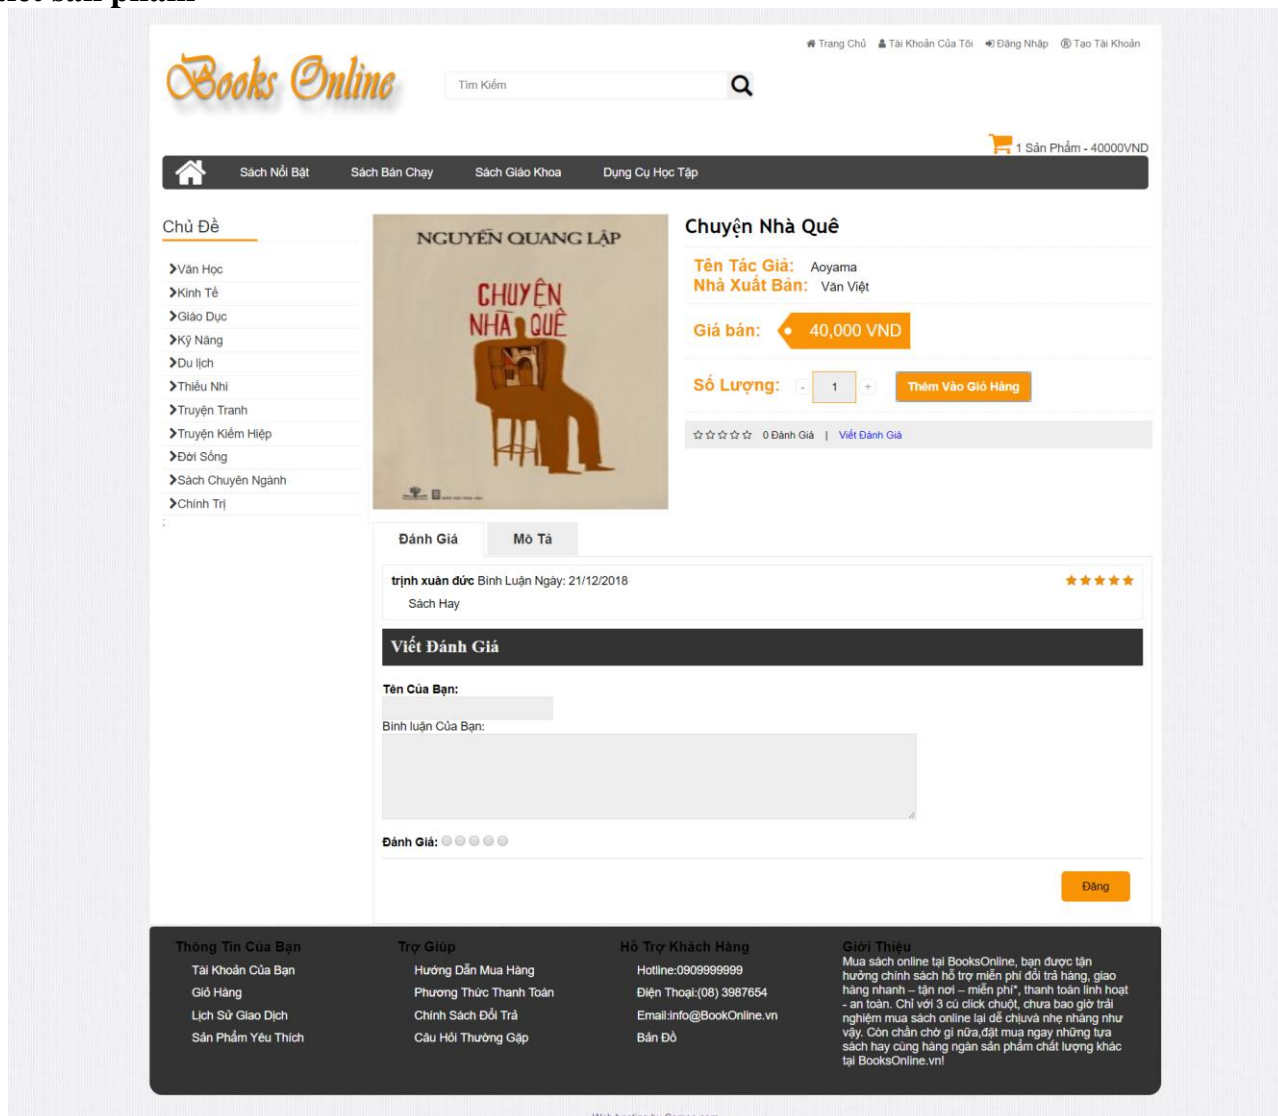 sản phẩm
Trang Chủ Tài Khoản Của Tôi Đăng Nhập ® Tạo Tài Khoản
Books Online
Tìm Kiếm
1 Sản Phẩm - 40000VND
Sách Nổi Bật Sách Bán Chạy Sách Giáo Khoa Dụng Cụ Học Tập
Chủ Đề
Văn Học
Kinh Tế
Giáo Dục
Kỹ Năng
Du lịch
Thiếu Nhi
Truyện Tranh
Truyện Kiếm Hiệp
Đời Sống
Sách Chuyên Ngành
Chính Trị
;
NGUYỄN QUANG LẬP
CHUYỆN
NHÀ QUÊ
Chuyện Nhà Quê
Tên Tác Giả: Aoyama
Nhà Xuất Bản: Văn Việt
Giá bán: 40,000 VND
Số Lượng: - 1 + Thêm Vào Giỏ Hàng
0 Đánh Giá | Viết Đánh Giá
Đánh Giá Mô Tả
trịnh xuân đức Bình Luận Ngày: 21/12/2018
Sách Hay
Viết Đánh Giá
Tên Của Bạn:
Bình luận Của Bạn:
Đánh Giá:
Đăng
Thông Tin Của Bạn
Tài Khoản Của Bạn
Giỏ Hàng
Lịch Sử Giao Dịch
Sản Phẩm Yêu Thích
Trợ Giúp
Hướng Dẫn Mua Hàng
Phương Thức Thanh Toán
Chính Sách Đổi Trả
Câu Hỏi Thường Gặp
Hỗ Trợ Khách Hàng
Hotline:0909999999
Điện Thoại:(08) 3987654
Email:info@BookOnline.vn
Bản Đồ
Giới Thiệu
Mua sách online tại BooksOnline, bạn được tận
hưởng chính sách hỗ trợ miễn phí đổi trả hàng, giao
hàng nhanh – tận nơi – miễn phí*, thanh toán linh hoạt
- an toàn. Chỉ với 3 cú click chuột, chưa bao giờ trải
nghiệm mua sách online lại dễ chịuvà nhẹ nhàng như
vậy. Còn chần chờ gì nữa,đặt mua ngay những tựa
sách hay cùng hàng ngàn sản phẩm chất lượng khác
tại BooksOnline.vn!